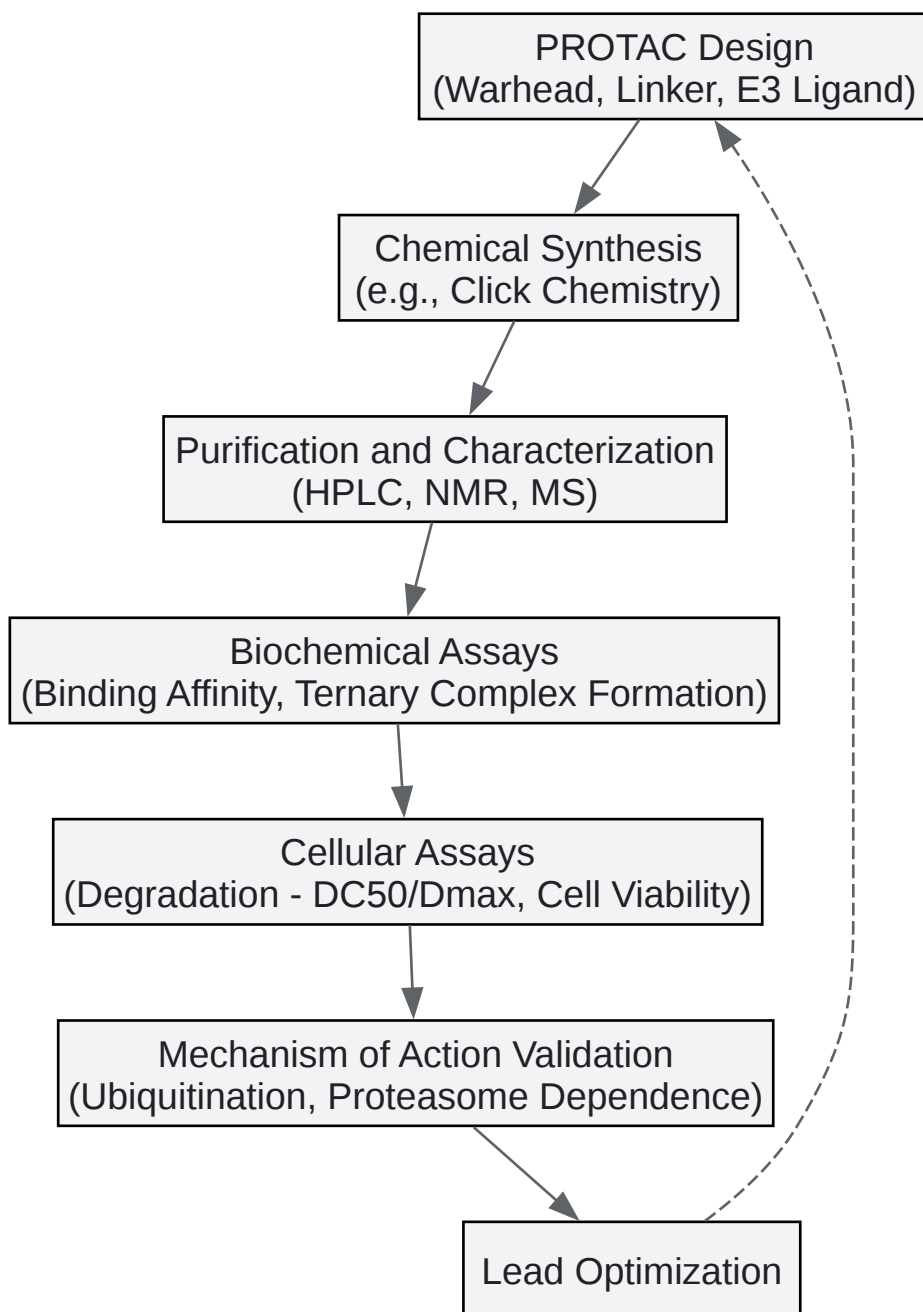 PROTAC Design
(Warhead, Linker, E3 Ligand)
Chemical Synthesis
(e.g., Click Chemistry)
Purification and Characterization
(HPLC, NMR, MS)
Biochemical Assays
(Binding Affinity, Ternary Complex Formation)
Cellular Assays
(Degradation - DC50/Dmax, Cell Viability)
Mechanism of Action Validation
(Ubiquitination, Proteasome Dependence)
Lead Optimization